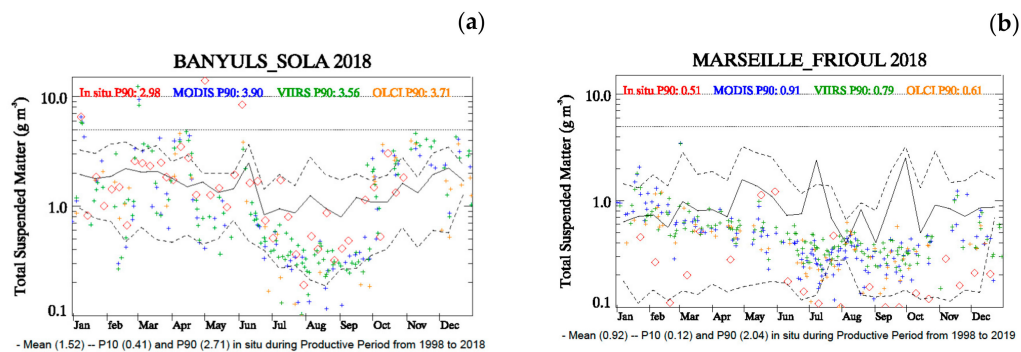 (a)
BANYULS_SOLA 2018
In situ P90: 2.98 MODIS P90: 3.90 VIIRS P90: 3.56 OLCI P90: 3.71
Total Suspended Matter (g m-3)
10.0
1.0
0.1
Jan feb Mar Apr May Jun Jul Aug Sep Oct Nov Dec
- Mean (1.52) -- P10 (0.41) and P90 (2.71) in situ during Productive Period from 1998 to 2018
(b)
MARSEILLE_FRIOUL 2018
In situ P90: 0.51 MODIS P90: 0.91 VIIRS P90: 0.79 OLCI P90: 0.61
Total Suspended Matter (g m-3)
10.0
1.0
0.1
Jan feb Mar Apr May Jun Jul Aug Sep Oct Nov Dec
- Mean (0.92) -- P10 (0.12) and P90 (2.04) in situ during Productive Period from 1998 to 2019